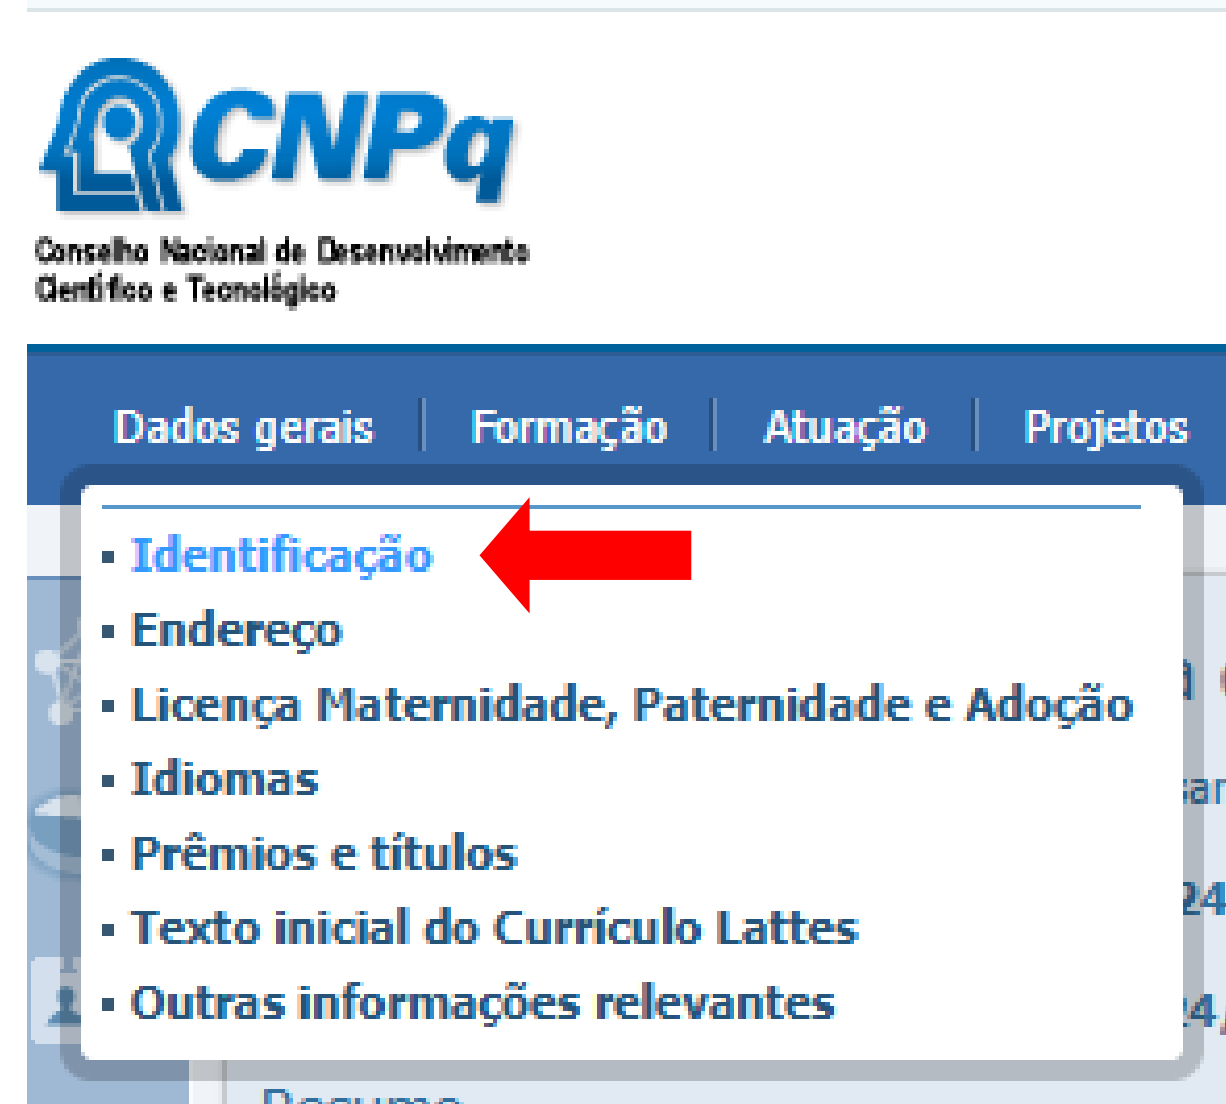 CNPq
Conselho Nacional de Desenvolvimento
Científico e Tecnológico
Dados gerais
Formação
Atuação
Projetos
Identificação
Endereço
Licença Maternidade, Paternidade e Adoção
Idiomas
Prêmios e títulos
Texto inicial do Currículo Lattes
Outras informações relevantes